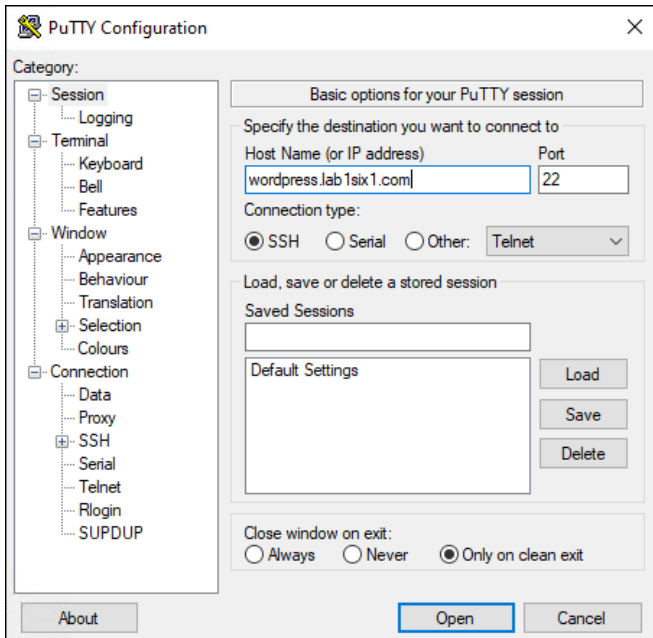 PuTTY Configuration
Category:
Session
Logging
Terminal
Keyboard
Bell
Features
Window
Appearance
Behaviour
Translation
Selection
Colours
Connection
Data
Proxy
SSH
Serial
Telnet
Rlogin
SUPDUP
Basic options for your PuTTY session
Specify the destination you want to connect to
Host Name (or IP address) Port
wordpress.lab1six1.com 22
Connection type:
SSH Serial Other: Telnet
Load, save or delete a stored session
Saved Sessions
Default Settings
Load
Save
Delete
Close window on exit:
Always Never Only on clean exit
About Open Cancel